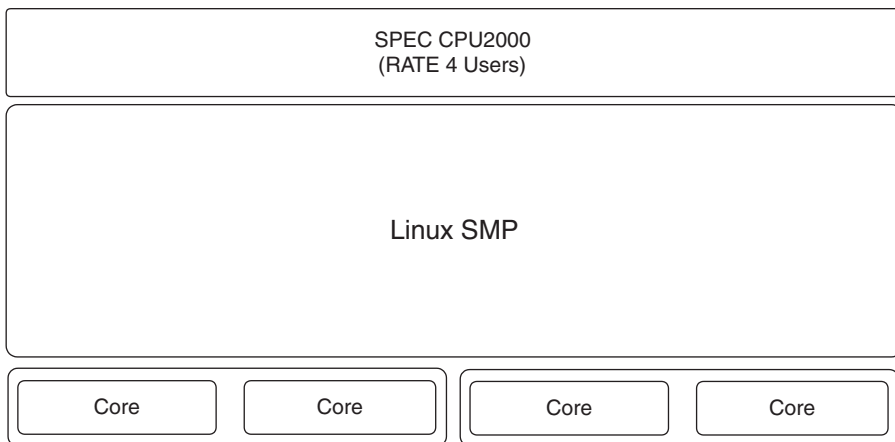 SPEC CPU2000
(RATE 4 Users)
Linux SMP
Core
Core
Core
Core